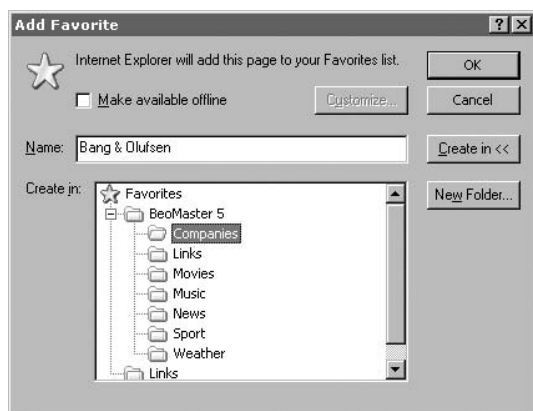 Add Favorite
Internet Explorer will add this page to your Favorites list.
OK
Make available offline
Customize...
Cancel
Name:
Bang & Olufsen
Create in <<
Create in:
Favorites
New Folder...
BeoMaster 5
Companies
Links
Movies
Music
News
Sport
Weather
Links